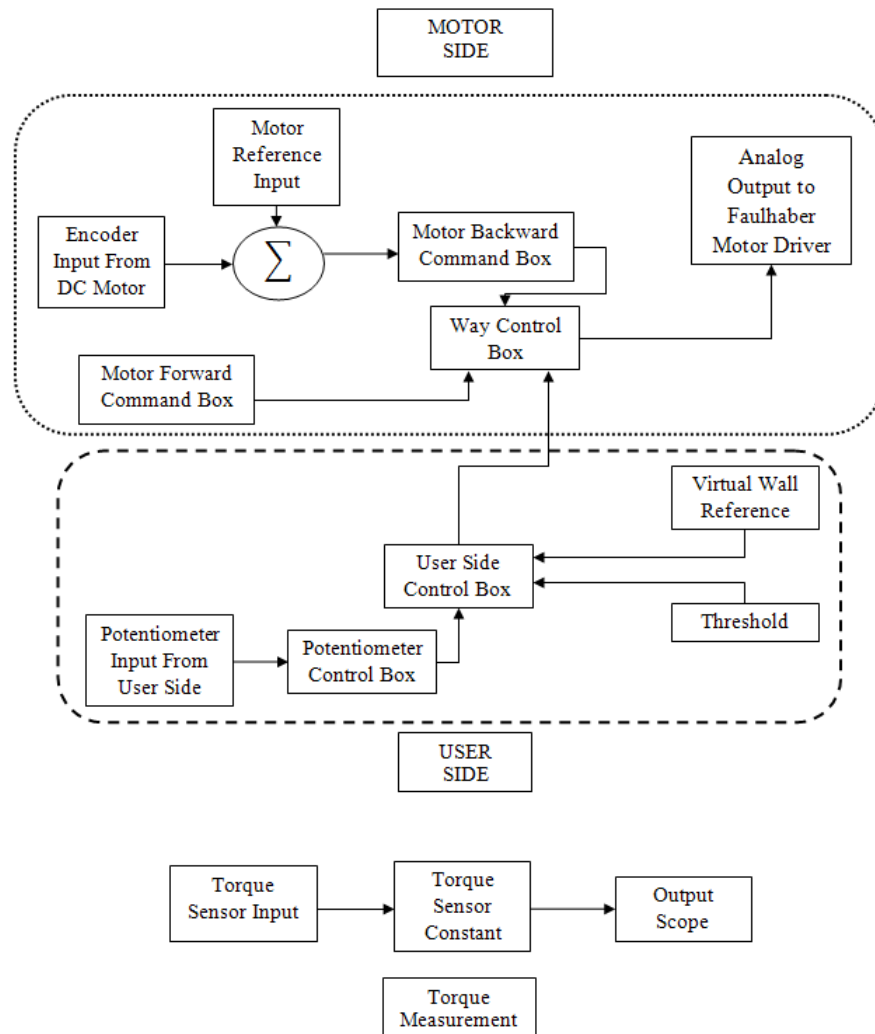 MOTOR
SIDE
Motor
Reference
Input
Analog
Output to
Faulhaber
Motor Driver
Encoder
Input From
DC Motor
∑
Motor Backward
Command Box
Way Control
Box
Motor Forward
Command Box
Virtual Wall
Reference
User Side
Control Box
Threshold
Potentiometer
Input From
User Side
Potentiometer
Control Box
USER
SIDE
Torque
Sensor Input
Torque
Sensor
Constant
Output
Scope
Torque
Measurement